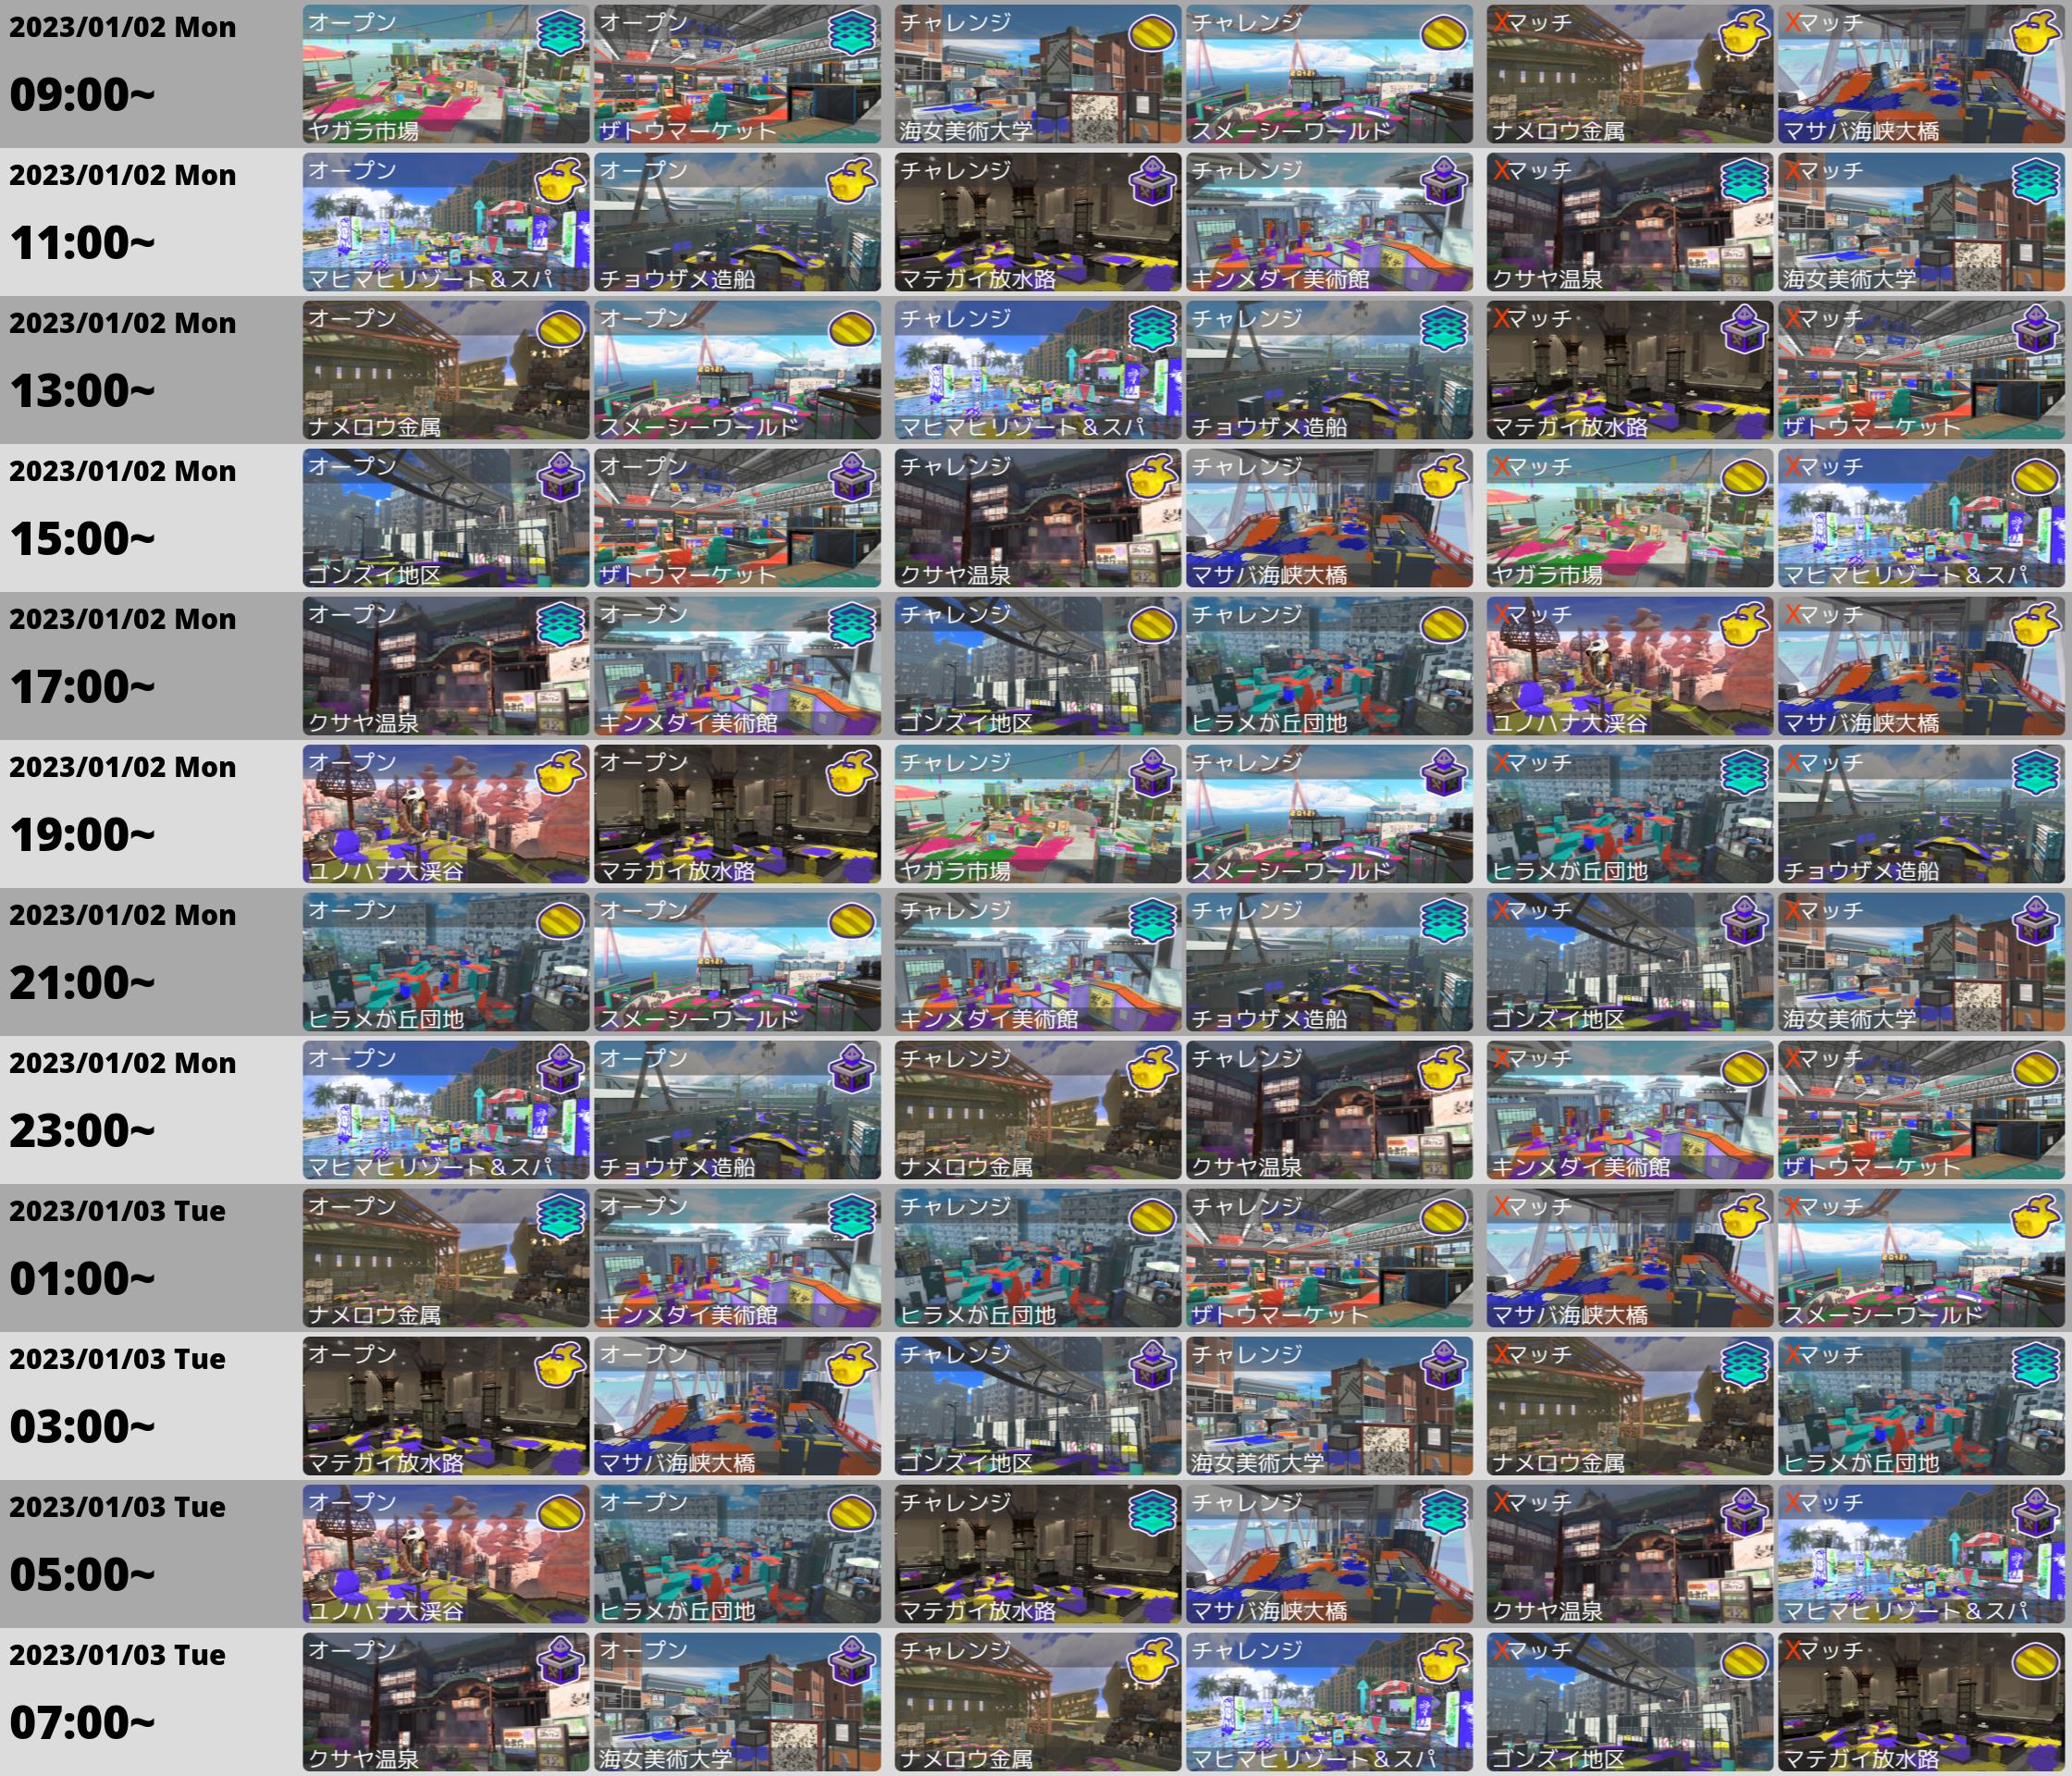 2023/01/02 Mon
09:00~
オープン オープン チャレンジ チャレンジ Xマッチ Xマッチ
ヤガラ市場 ザトウマーケット 海女美術大学 スメーシーワールド ナメロウ金属 マサバ海峡大橋
2023/01/02 Mon
11:00~
オープン オープン チャレンジ チャレンジ Xマッチ Xマッチ
マヒマヒリゾート＆スパ チョウザメ造船 マテガイ放水路 キンメダイ美術館 クサヤ温泉 海女美術大学
2023/01/02 Mon
13:00~
オープン オープン チャレンジ チャレンジ Xマッチ Xマッチ
ナメロウ金属 スメーシーワールド マヒマヒリゾート＆スパ チョウザメ造船 マテガイ放水路 ザトウマーケット
2023/01/02 Mon
15:00~
オープン オープン チャレンジ チャレンジ Xマッチ Xマッチ
ゴンズイ地区 ザトウマーケット クサヤ温泉 マサバ海峡大橋 ヤガラ市場 マヒマヒリゾート＆スパ
2023/01/02 Mon
17:00~
オープン オープン チャレンジ チャレンジ Xマッチ Xマッチ
クサヤ温泉 キンメダイ美術館 ゴンズイ地区 ヒラメが丘団地 ユノハナ大渓谷 マサバ海峡大橋
2023/01/02 Mon
19:00~
オープン オープン チャレンジ チャレンジ Xマッチ Xマッチ
ユノハナ大渓谷 マテガイ放水路 ヤガラ市場 スメーシーワールド ヒラメが丘団地 チョウザメ造船
2023/01/02 Mon
21:00~
オープン オープン チャレンジ チャレンジ Xマッチ Xマッチ
ヒラメが丘団地 スメーシーワールド キンメダイ美術館 チョウザメ造船 ゴンズイ地区 海女美術大学
2023/01/02 Mon
23:00~
オープン オープン チャレンジ チャレンジ Xマッチ Xマッチ
マヒマヒリゾート＆スパ チョウザメ造船 ナメロウ金属 クサヤ温泉 キンメダイ美術館 ザトウマーケット
2023/01/03 Tue
01:00~
オープン オープン チャレンジ チャレンジ Xマッチ Xマッチ
ナメロウ金属 キンメダイ美術館 ヒラメが丘団地 ザトウマーケット マサバ海峡大橋 スメーシーワールド
2023/01/03 Tue
03:00~
オープン オープン チャレンジ チャレンジ Xマッチ Xマッチ
マテガイ放水路 マサバ海峡大橋 ゴンズイ地区 海女美術大学 ナメロウ金属 ヒラメが丘団地
2023/01/03 Tue
05:00~
オープン オープン チャレンジ チャレンジ Xマッチ Xマッチ
ユノハナ大渓谷 ヒラメが丘団地 マテガイ放水路 マサバ海峡大橋 クサヤ温泉 マヒマヒリゾート＆スパ
2023/01/03 Tue
07:00~
オープン オープン チャレンジ チャレンジ Xマッチ Xマッチ
クサヤ温泉 海女美術大学 ナメロウ金属 マヒマヒリゾート＆スパ ゴンズイ地区 マテガイ放水路